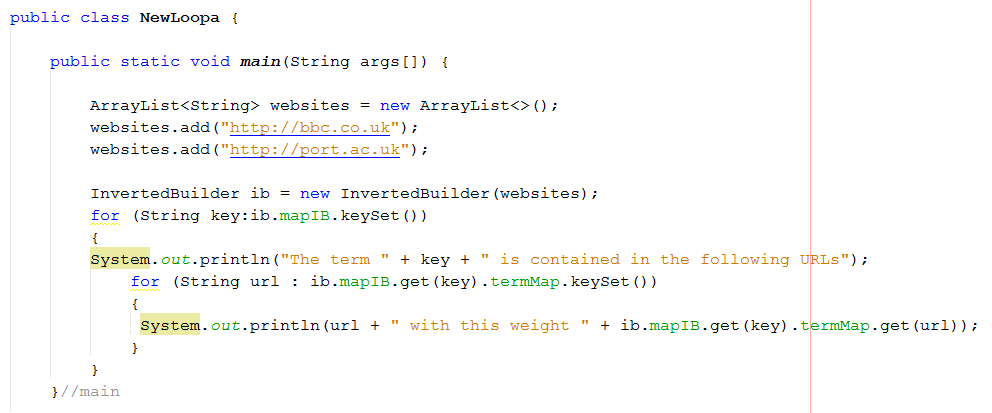 public class NewLoopa {
public static void main(String args[]) {
ArrayList<String> websites = new ArrayList<>();
websites.add("http://bbc.co.uk");
websites.add("http://port.ac.uk");
InvertedBuilder ib = new InvertedBuilder(websites);
for (String key:ib.mapIB.keySet())
{
System.out.println("The term " + key + " is contained in the following URLs");
for (String url : ib.mapIB.get(key).termMap.keySet())
{
System.out.println(url + " with this weight " + ib.mapIB.get(key).termMap.get(url));
}
}
}//main